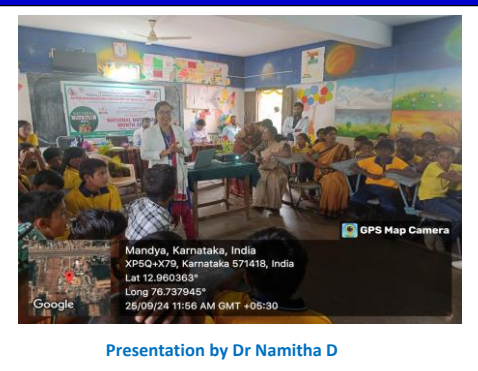 NATIONAL NUTRITION
MONTH
GPS Map Camera
Mandya, Karnataka, India
XP5Q+X79, Karnataka 571418, India
Lat 12.960363°
Long 76.737945°
25/09/24 11:56 AM GMT +05:30
Google
Presentation by Dr Namitha D